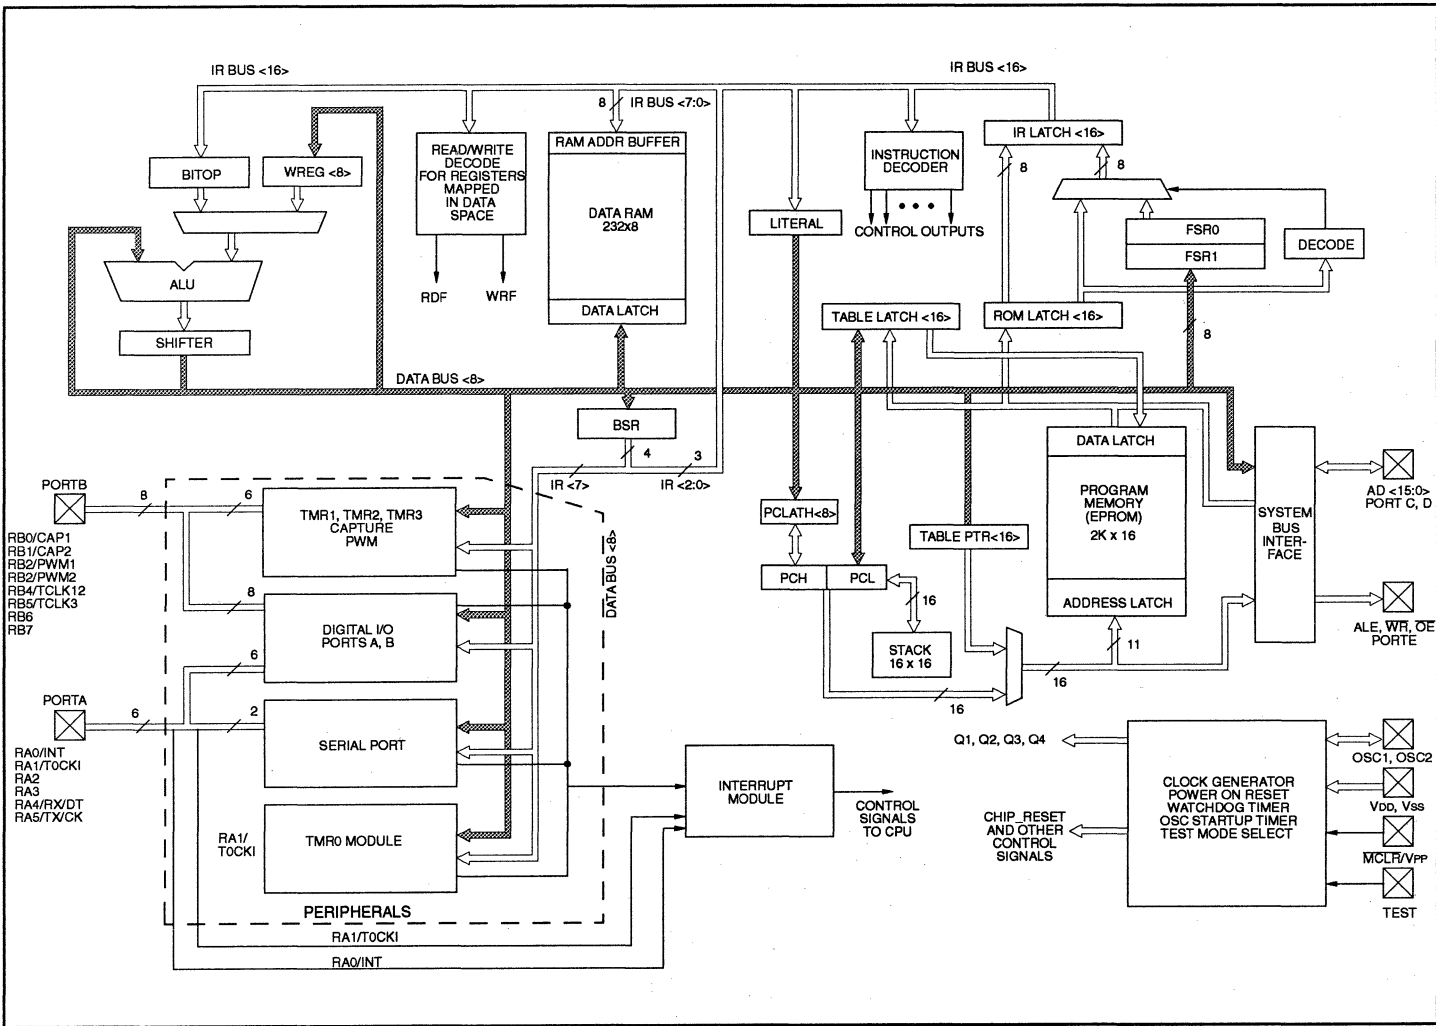 IR BUS <16>
IR BUS <16>
8
IR BUS <7:0>
BITOP
WREG <8>
READ/WRITE
DECODE
FOR REGISTERS
MAPPED
IN DATA
SPACE
RDF
WRF
RAM ADDR BUFFER
DATA RAM
232x8
DATA LATCH
LITERAL
INSTRUCTION
DECODER
CONTROL OUTPUTS
IR LATCH <16>
8
8
FSR0
FSR1
DECODE
8
ALU
SHIFTER
TABLE LATCH <16>
ROM LATCH <16>
DATA BUS <8>
BSR
4
3
IR <7>
IR <2:0>
DATA LATCH
PROGRAM
MEMORY
(EPROM)
2K x 16
ADDRESS LATCH
11
SYSTEM
BUS
INTER-
FACE
AD <15:0>
PORT C, D
ALE, WR, OE
PORTE
PCLATH<8>
PCH
PCL
16
STACK
16 x 16
TABLE PTR<16>
16
16
PORTB
8
6
RB0/CAP1
RB1/CAP2
RB2/PWM1
RB2/PWM2
RB4/TCLK12
RB5/TCLK3
RB6
RB7
TMR1, TMR2, TMR3
CAPTURE
PWM
DATA BUS <8>
8
DIGITAL I/O
PORTS A, B
6
PORTA
6
2
RA0/INT
RA1/T0CKI
RA2
RA3
RA4/RX/DT
RA5/TX/CK
SERIAL PORT
RA1/
T0CKI
TMR0 MODULE
PERIPHERALS
RA1/T0CKI
RA0/INT
INTERRUPT
MODULE
CONTROL
SIGNALS
TO CPU
Q1, Q2, Q3, Q4
CHIP_RESET
AND OTHER
CONTROL
SIGNALS
CLOCK GENERATOR
POWER ON RESET
WATCHDOG TIMER
OSC STARTUP TIMER
TEST MODE SELECT
OSC1, OSC2
VDD, VSS
MCLR/VPP
TEST